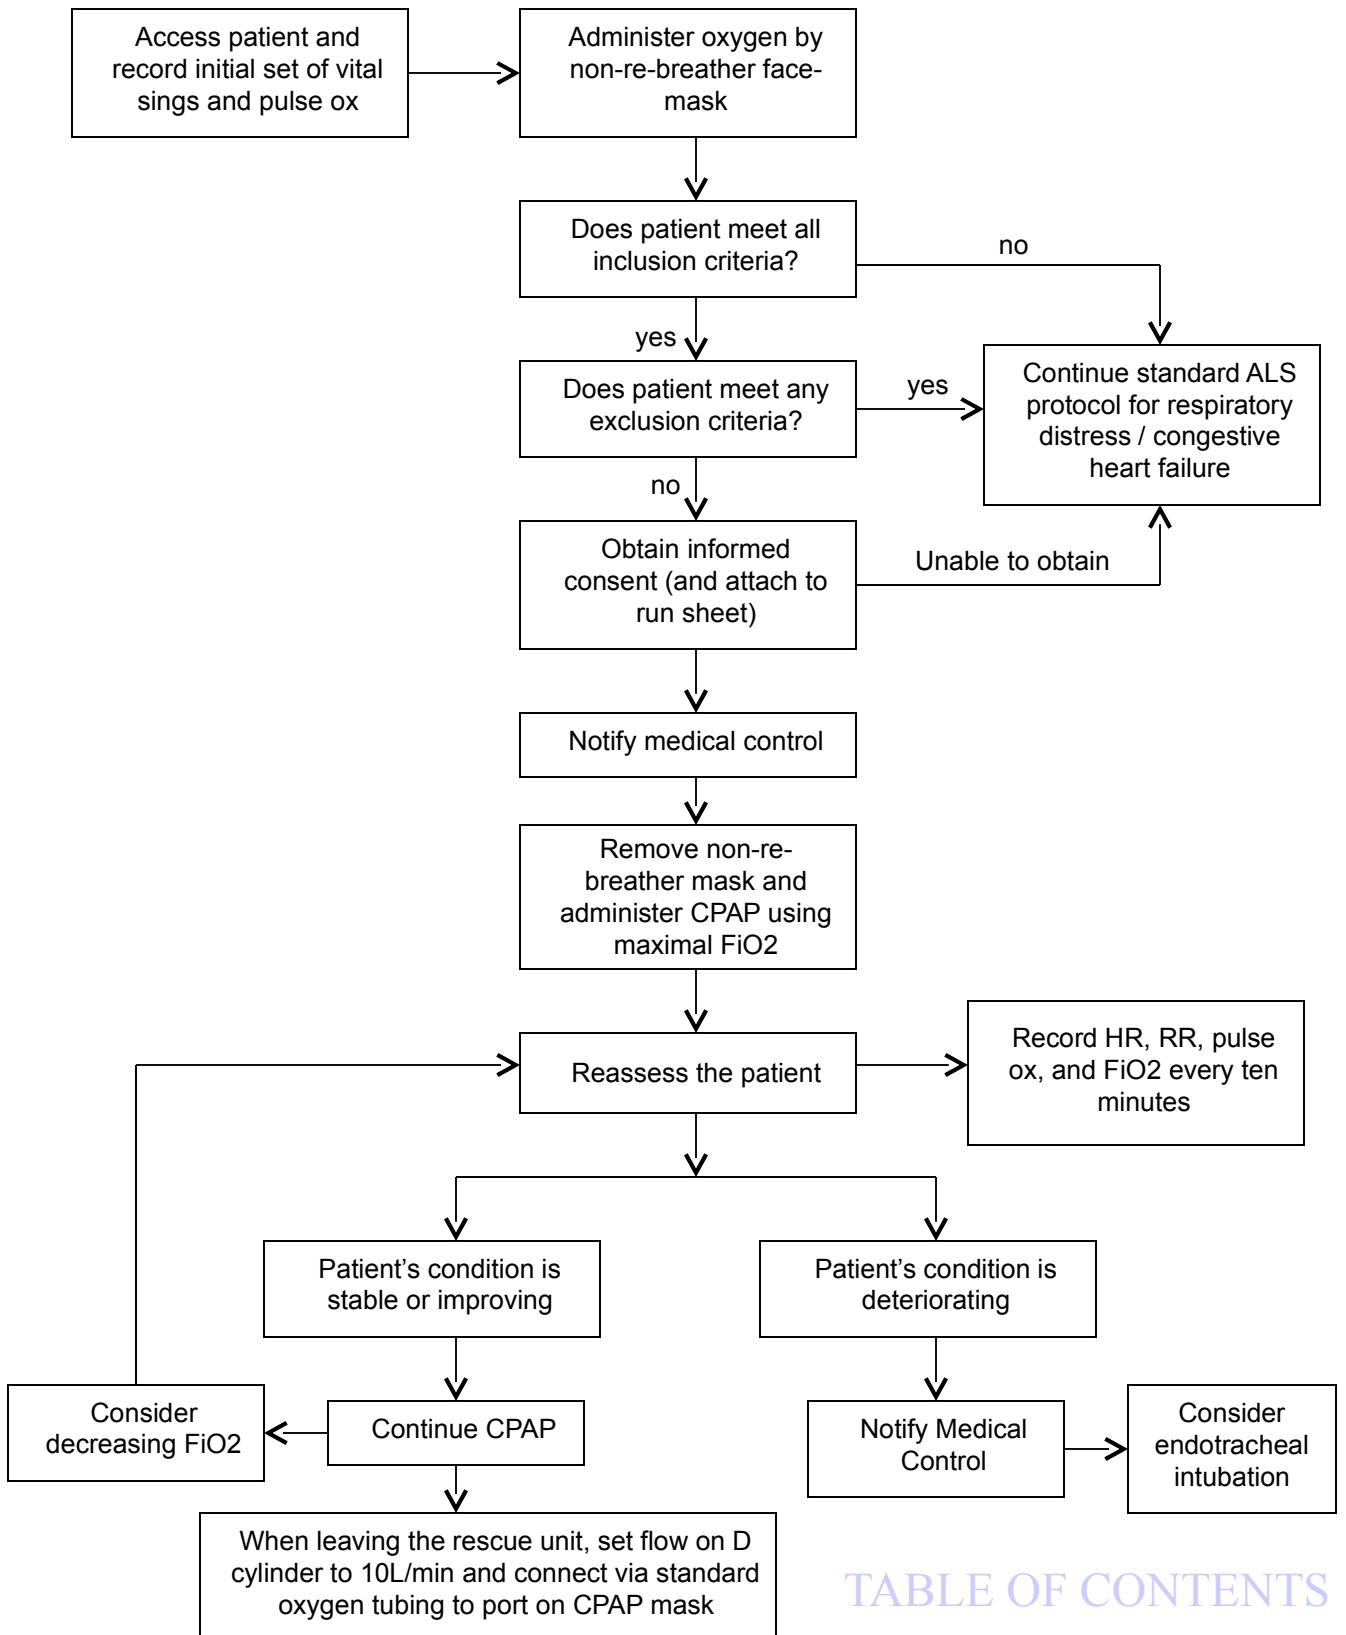 Access patient and
record initial set of vital
sings and pulse ox
Administer oxygen by
non-re-breather face-
mask
Does patient meet all
inclusion criteria?
no
yes
Does patient meet any
exclusion criteria?
yes
Continue standard ALS
protocol for respiratory
distress / congestive
heart failure
no
Obtain informed
consent (and attach to
run sheet)
Unable to obtain
Notify medical control
Remove non-re-
breather mask and
administer CPAP using
maximal FiO2
Reassess the patient
Record HR, RR, pulse
ox, and FiO2 every ten
minutes
Patient's condition is
stable or improving
Patient's condition is
deteriorating
Consider
decreasing FiO2
Continue CPAP
Notify Medical
Control
Consider
endotracheal
intubation
When leaving the rescue unit, set flow on D
cylinder to 10L/min and connect via standard
oxygen tubing to port on CPAP mask
TABLE OF CONTENTS